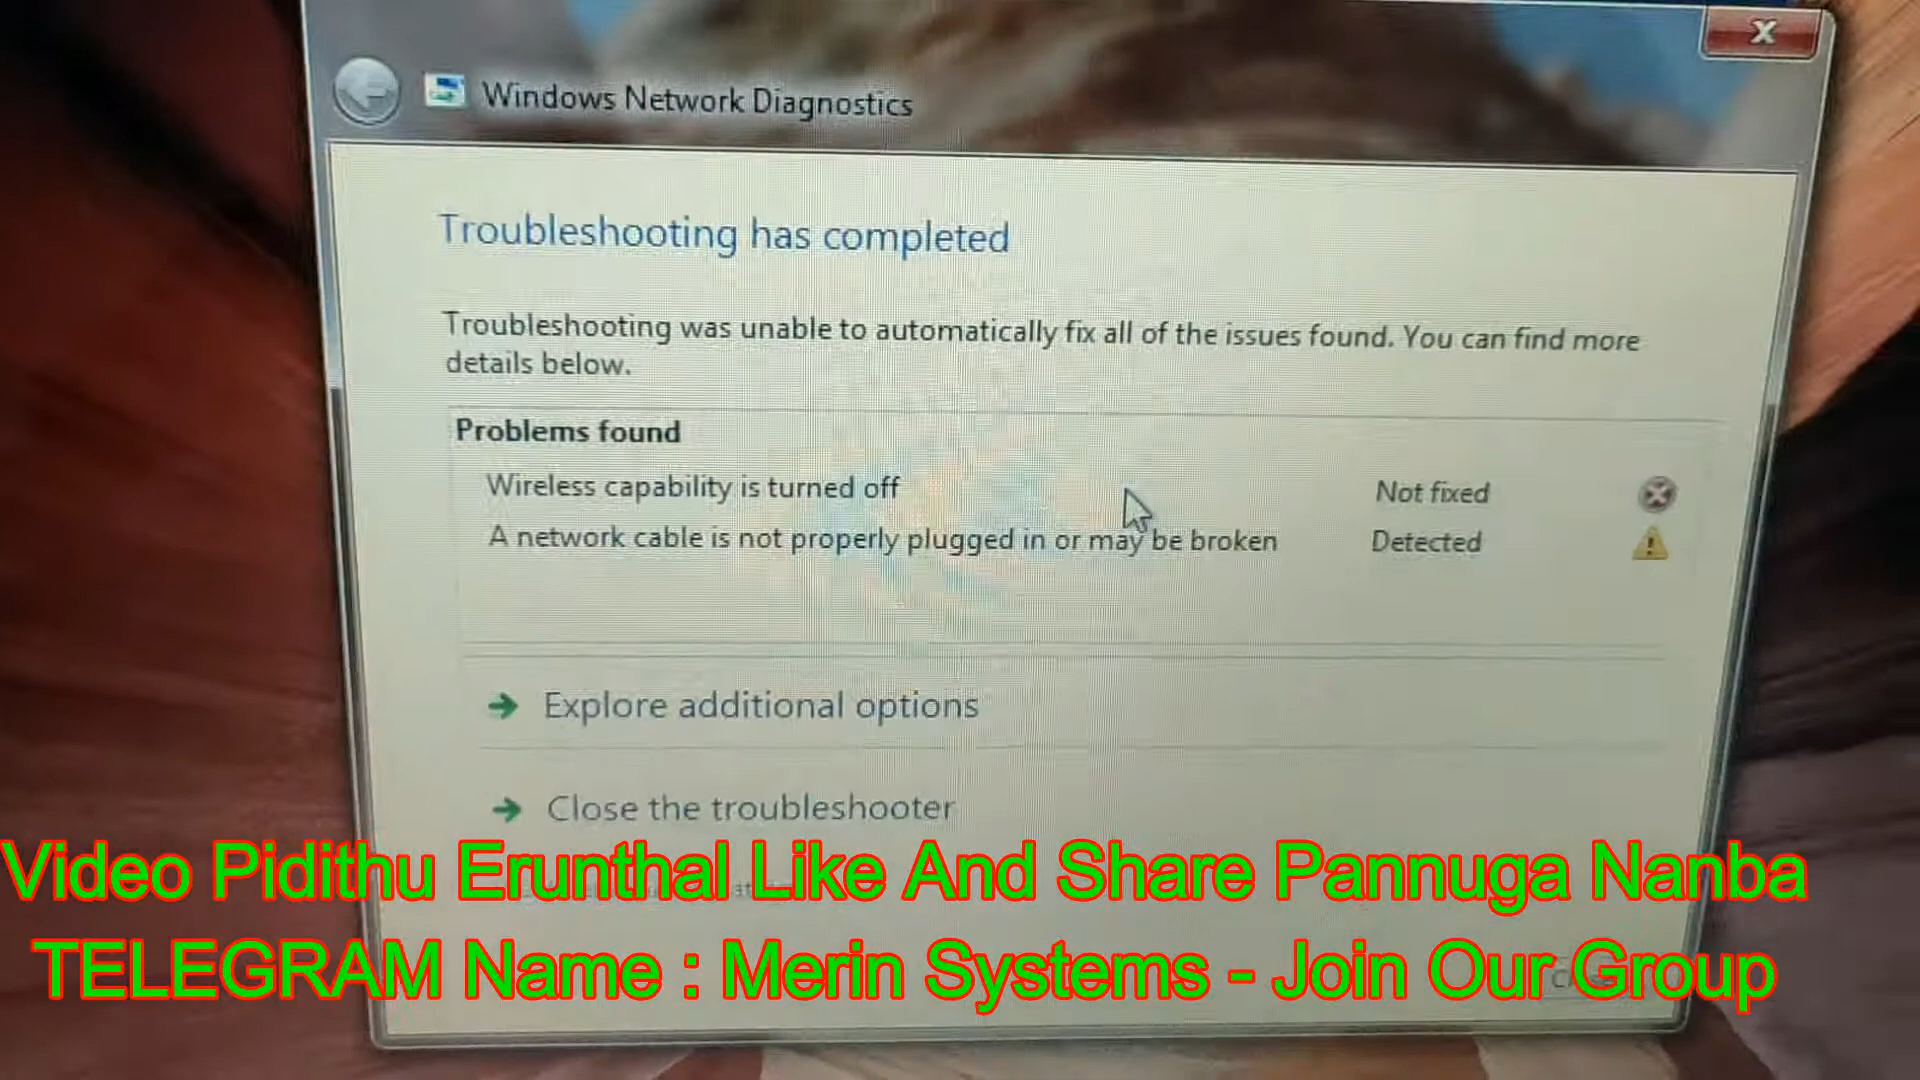 Windows Network Diagnostics
Troubleshooting has completed
Troubleshooting was unable to automatically fix all of the issues found. You can find more
details below.
Problems found
Wireless capability is turned off Not fixed
A network cable is not properly plugged in or may be broken Detected
Explore additional options
Close the troubleshooter
Video Pidithu Erunthal Like And Share Pannuga Nanba
TELEGRAM Name : Merin Systems - Join Our Group